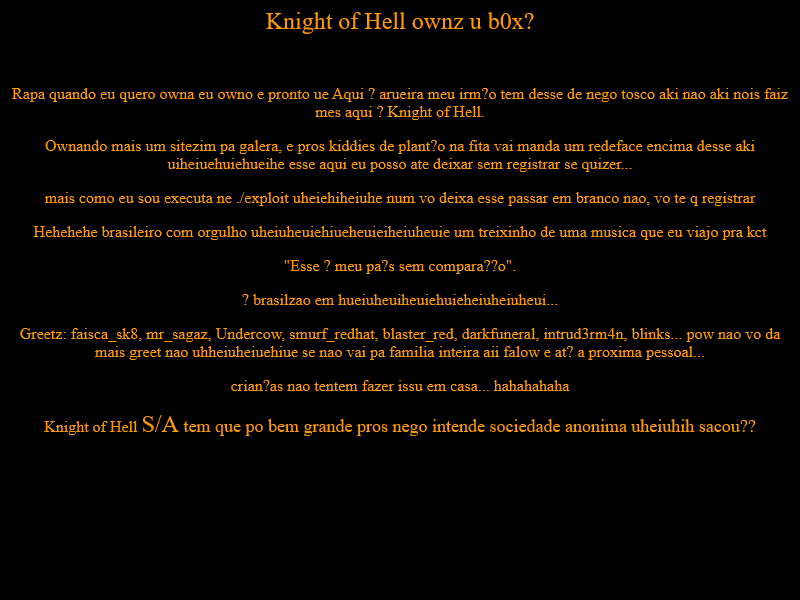 Knight of Hell ownz u b0x?
Rapa quando eu quero owna eu owno e pronto ue Aqui ? arueira meu irm?o tem desse de nego tosco aki nao aki nois faiz
mes aqui ? Knight of Hell.
Ownando mais um sitezim pa galera, e pros kiddies de plant?o na fita vai manda um redeface encima desse aki
uiheiuehuiehueihe esse aqui eu posso ate deixar sem registrar se quizer...
mais como eu sou executa ne ./exploit uheiehiheiuhe num vo deixa esse passar em branco nao, vo te q registrar
Hehehehe brasileiro com orgulho uheiuheuiehiueheuieiheiuheuie um treixinho de uma musica que eu viajo pra kct
"Esse ? meu pa?s sem compara??o".
? brasilzao em hueiuheuiheuiehuieheiuheiuheui...
Greetz: faisca_sk8, mr_sagaz, Undercow, smurf_redhat, blaster_red, darkfuneral, intrud3rm4n, blinks... pow nao vo da
mais greet nao uhheiuheiuehiue se nao vai pa familia inteira aii falow e at? a proxima pessoal...
crian?as nao tentem fazer issu em casa... hahahahaha
Knight of Hell S/A tem que po bem grande pros nego intende sociedade anonima uheiuhih sacou??